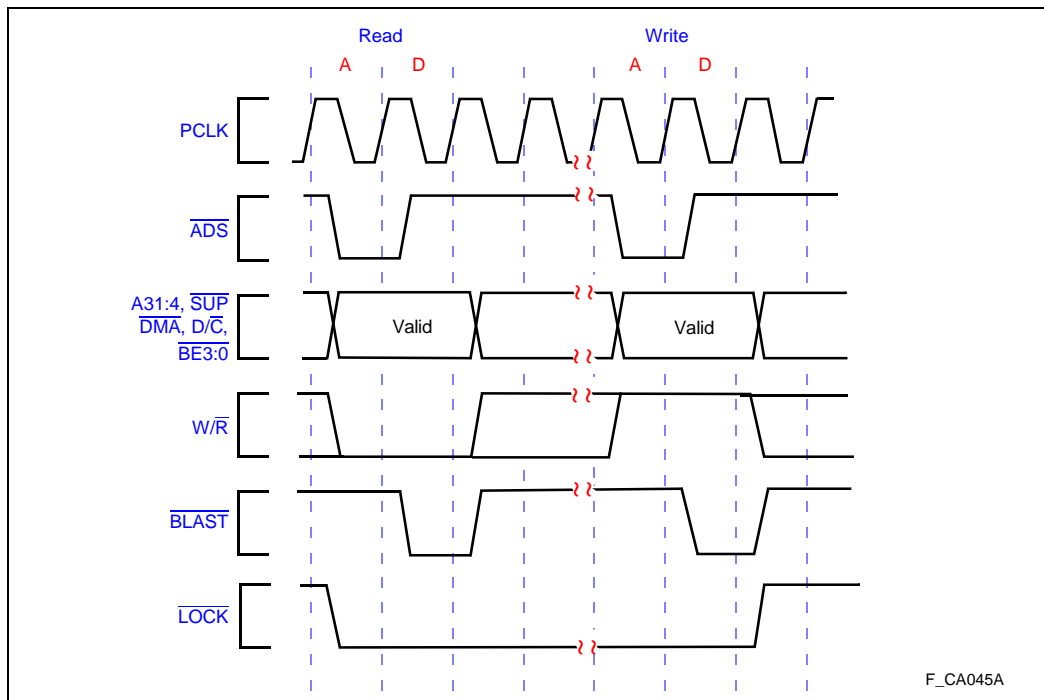 Read Write
A D A D
PCLK
ADS
A31:4, SUP
DMA, D/C,
BE3:0
Valid Valid
W/R
BLAST
LOCK
F_CA045A